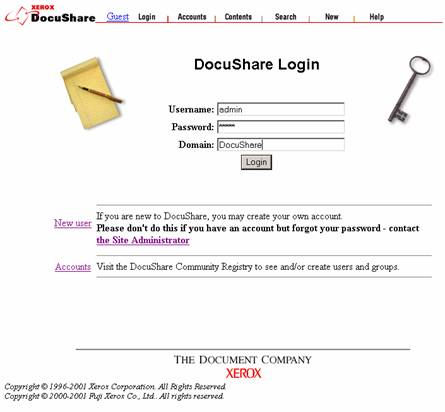 XEROX
DocuShare Guest Login Accounts Contents Search New Help
DocuShare Login
Username: admin
Password: *****
Domain: DocuShare
Login
New user If you are new to DocuShare, you may create your own account.
Please don't do this if you have an account but forgot your password - contact
the Site Administrator
Accounts Visit the DocuShare Community Registry to see and/or create users and groups.
THE DOCUMENT COMPANY
XEROX
Copyright © 1996-2001 Xerox Corporation. All Rights Reserved.
Copyright © 2000-2001 Fuji Xerox Co., Ltd.. All rights of Reserved.